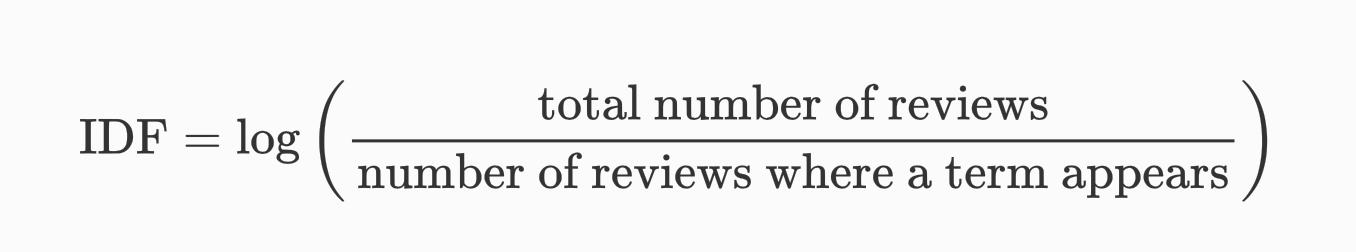 IDF = log ( total number of reviews
number of reviews where a term appears )